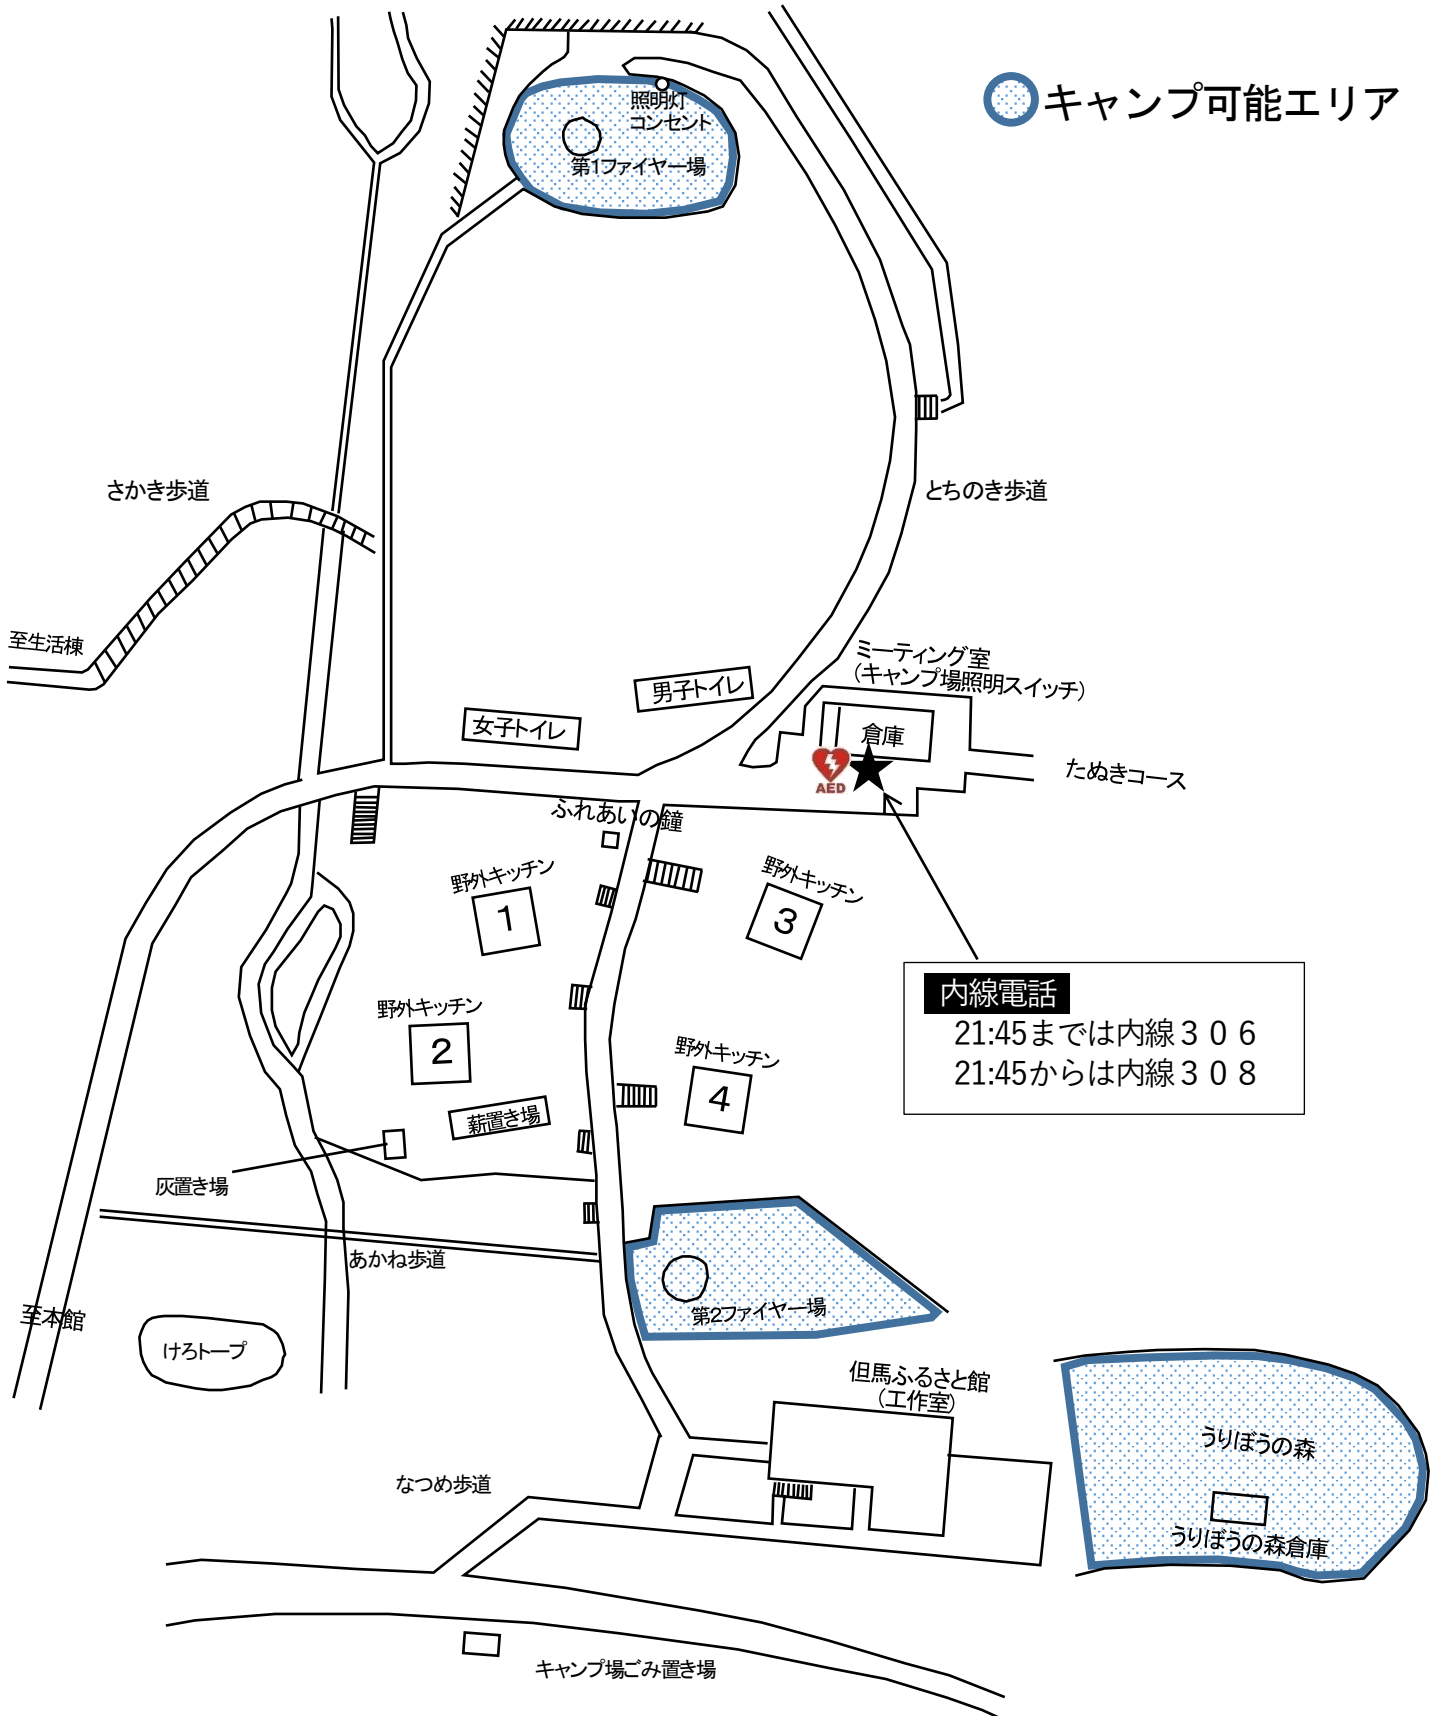 キャンプ可能エリア
照明灯
コンセント
第1ファイヤー場
さかき歩道
とちのき歩道
至生活棟
ミーティング室
（キャンプ場照明スイッチ）
男子トイレ
女子トイレ
倉庫
AED
たぬきコース
ふれあいの鐘
野外キッチン
1
野外キッチン
3
内線電話
21:45までは内線３０６
21:45からは内線３０８
野外キッチン
2
野外キッチン
4
薪置き場
灰置き場
あかね歩道
第2ファイヤー場
至本館
けろトープ
但馬ふるさと館
（工作室）
うりぼうの森
なつめ歩道
うりぼうの森倉庫
キャンプ場ごみ置き場